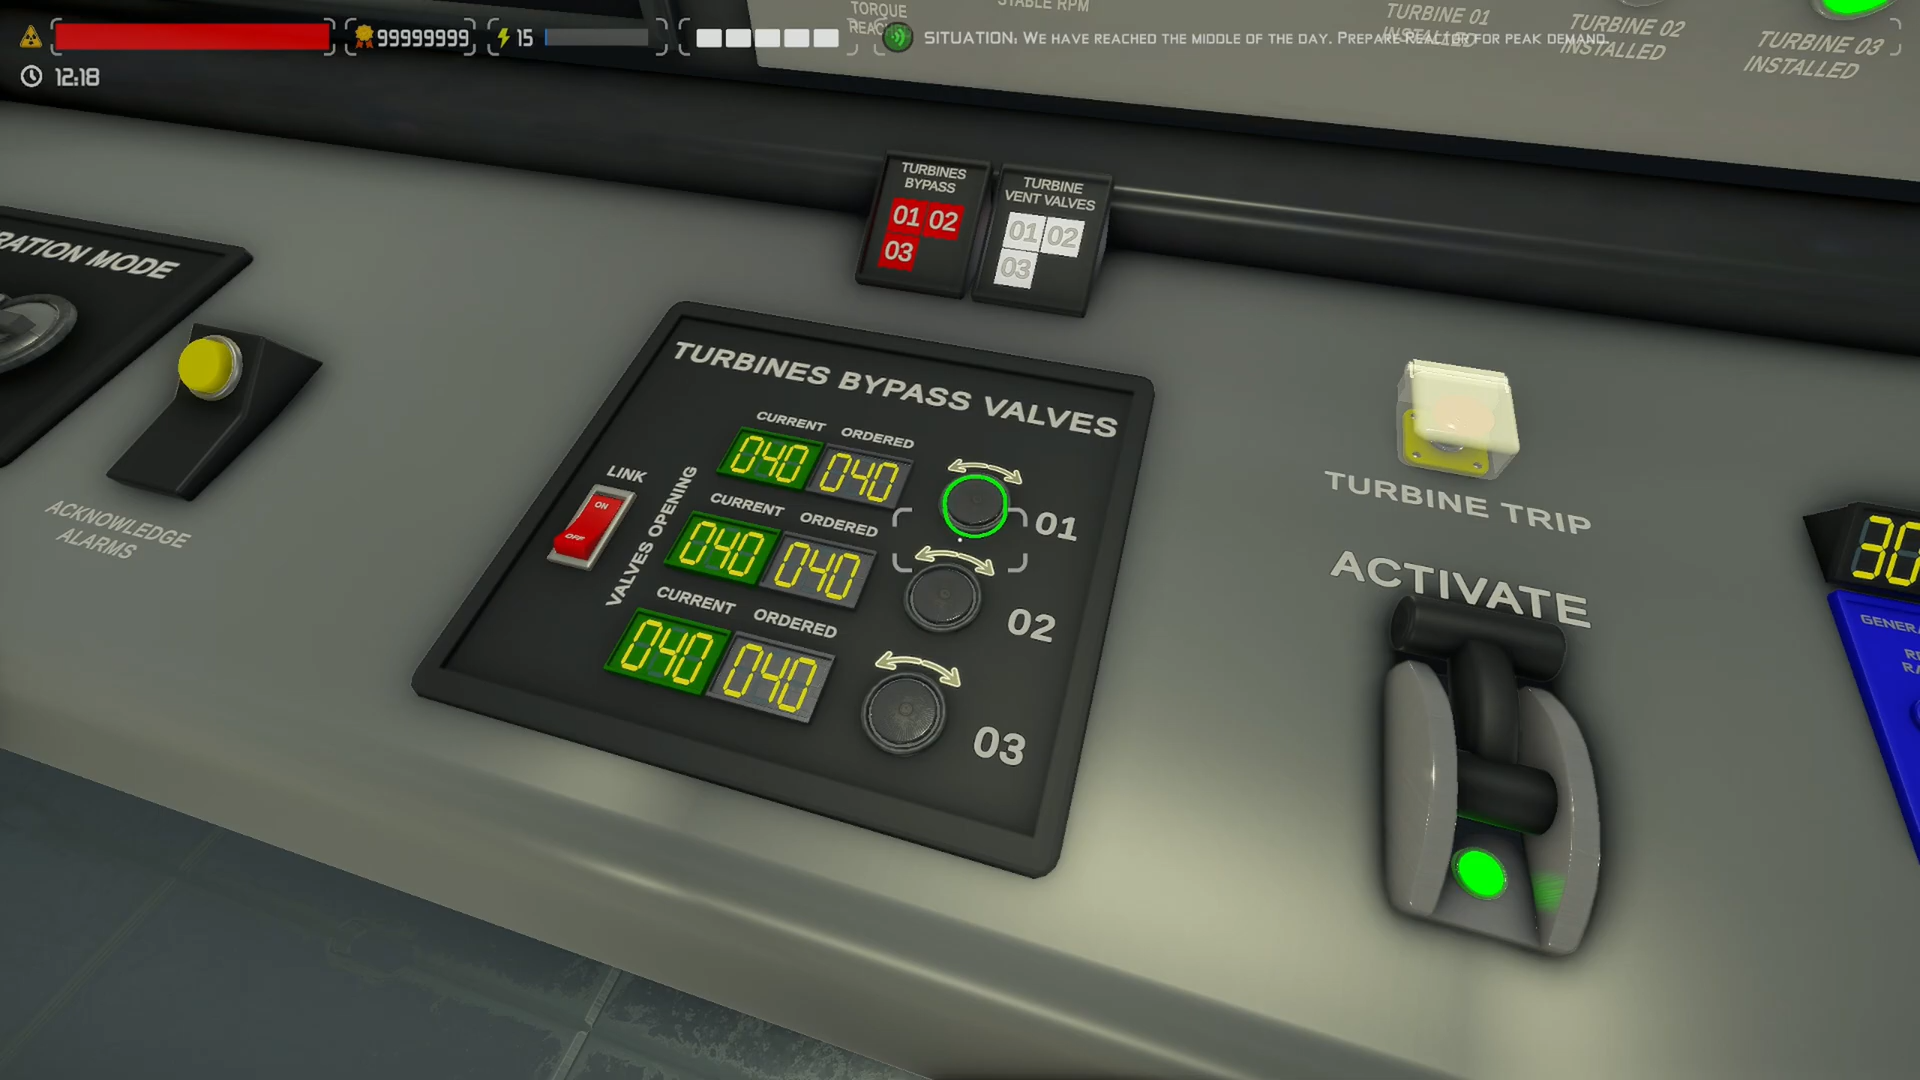 99999999
15
SITUATION: WE HAVE REACHED THE MIDDLE OF THE DAY. PREPARE REACTOR FOR PEAK DEMAND.
12:18
TORQUE
STABLE RPM
TURBINE 01
INSTALLED
TURBINE 02
INSTALLED
TURBINE 03
INSTALLED
TURBINES
BYPASS
01 02
03
TURBINE
VENT VALVES
01 02
03
RATION MODE
ACKNOWLEDGE
ALARMS
TURBINES BYPASS VALVES
LINK
ON
OFF
VALVES OPENING
CURRENT ORDERED
040 040
01
CURRENT ORDERED
040 040
02
CURRENT ORDERED
040 040
03
TURBINE TRIP
ACTIVATE
30
GENERA